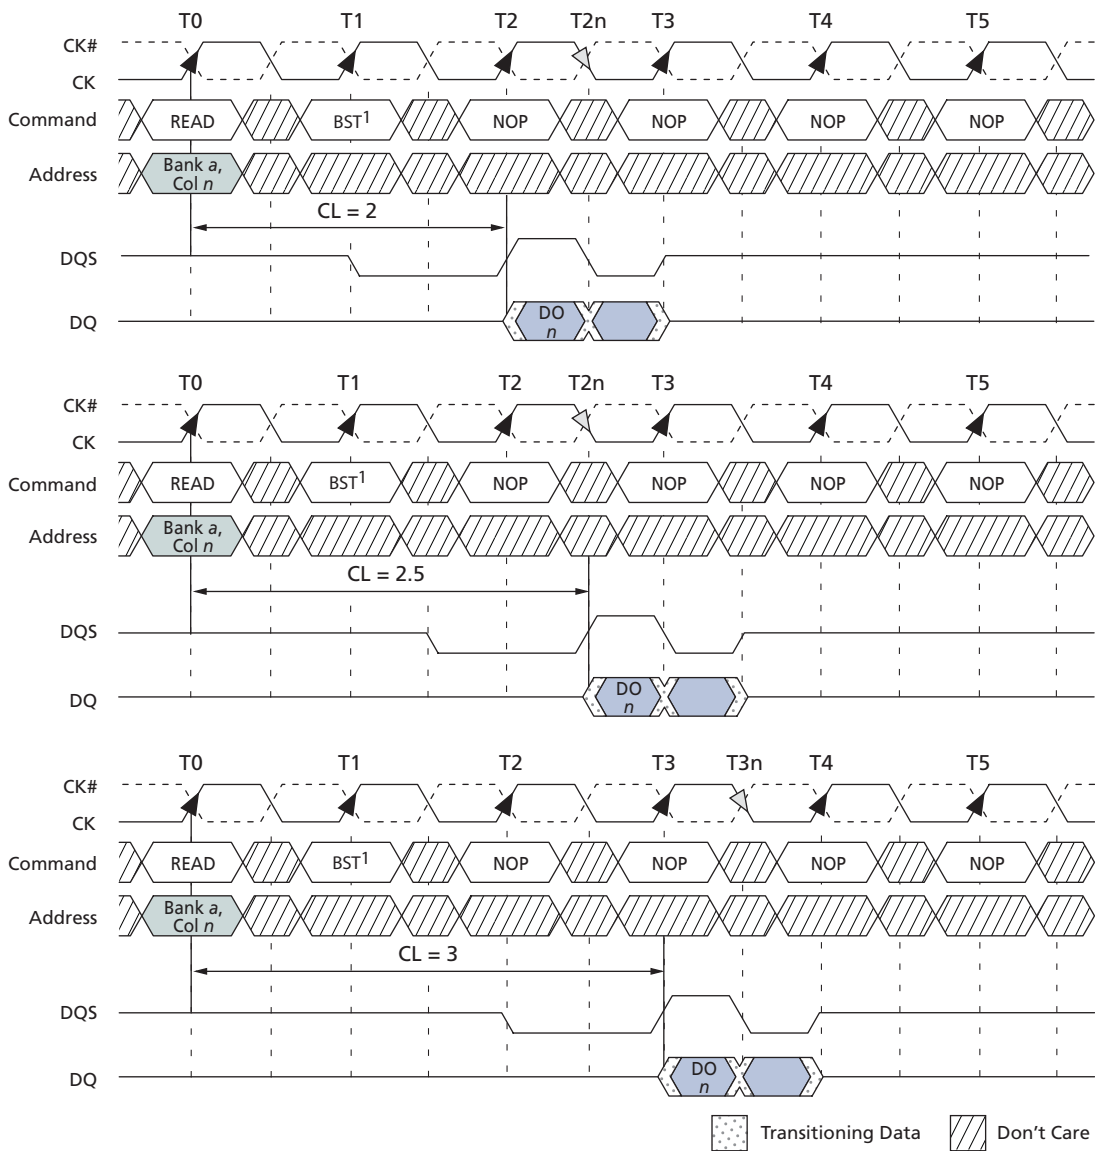 T0 T1 T2 T2n T3 T4 T5
CK#
CK
Command READ BST1 NOP NOP NOP NOP
Address Bank a,
Col n
CL = 2
DQS
DQ DO
n
T0 T1 T2 T2n T3 T4 T5
CK#
CK
Command READ BST1 NOP NOP NOP NOP
Address Bank a,
Col n
CL = 2.5
DQS
DQ DO
n
T0 T1 T2 T3 T3n T4 T5
CK#
CK
Command READ BST1 NOP NOP NOP NOP
Address Bank a,
Col n
CL = 3
DQS
DQ DO
n
Transitioning Data Don't Care